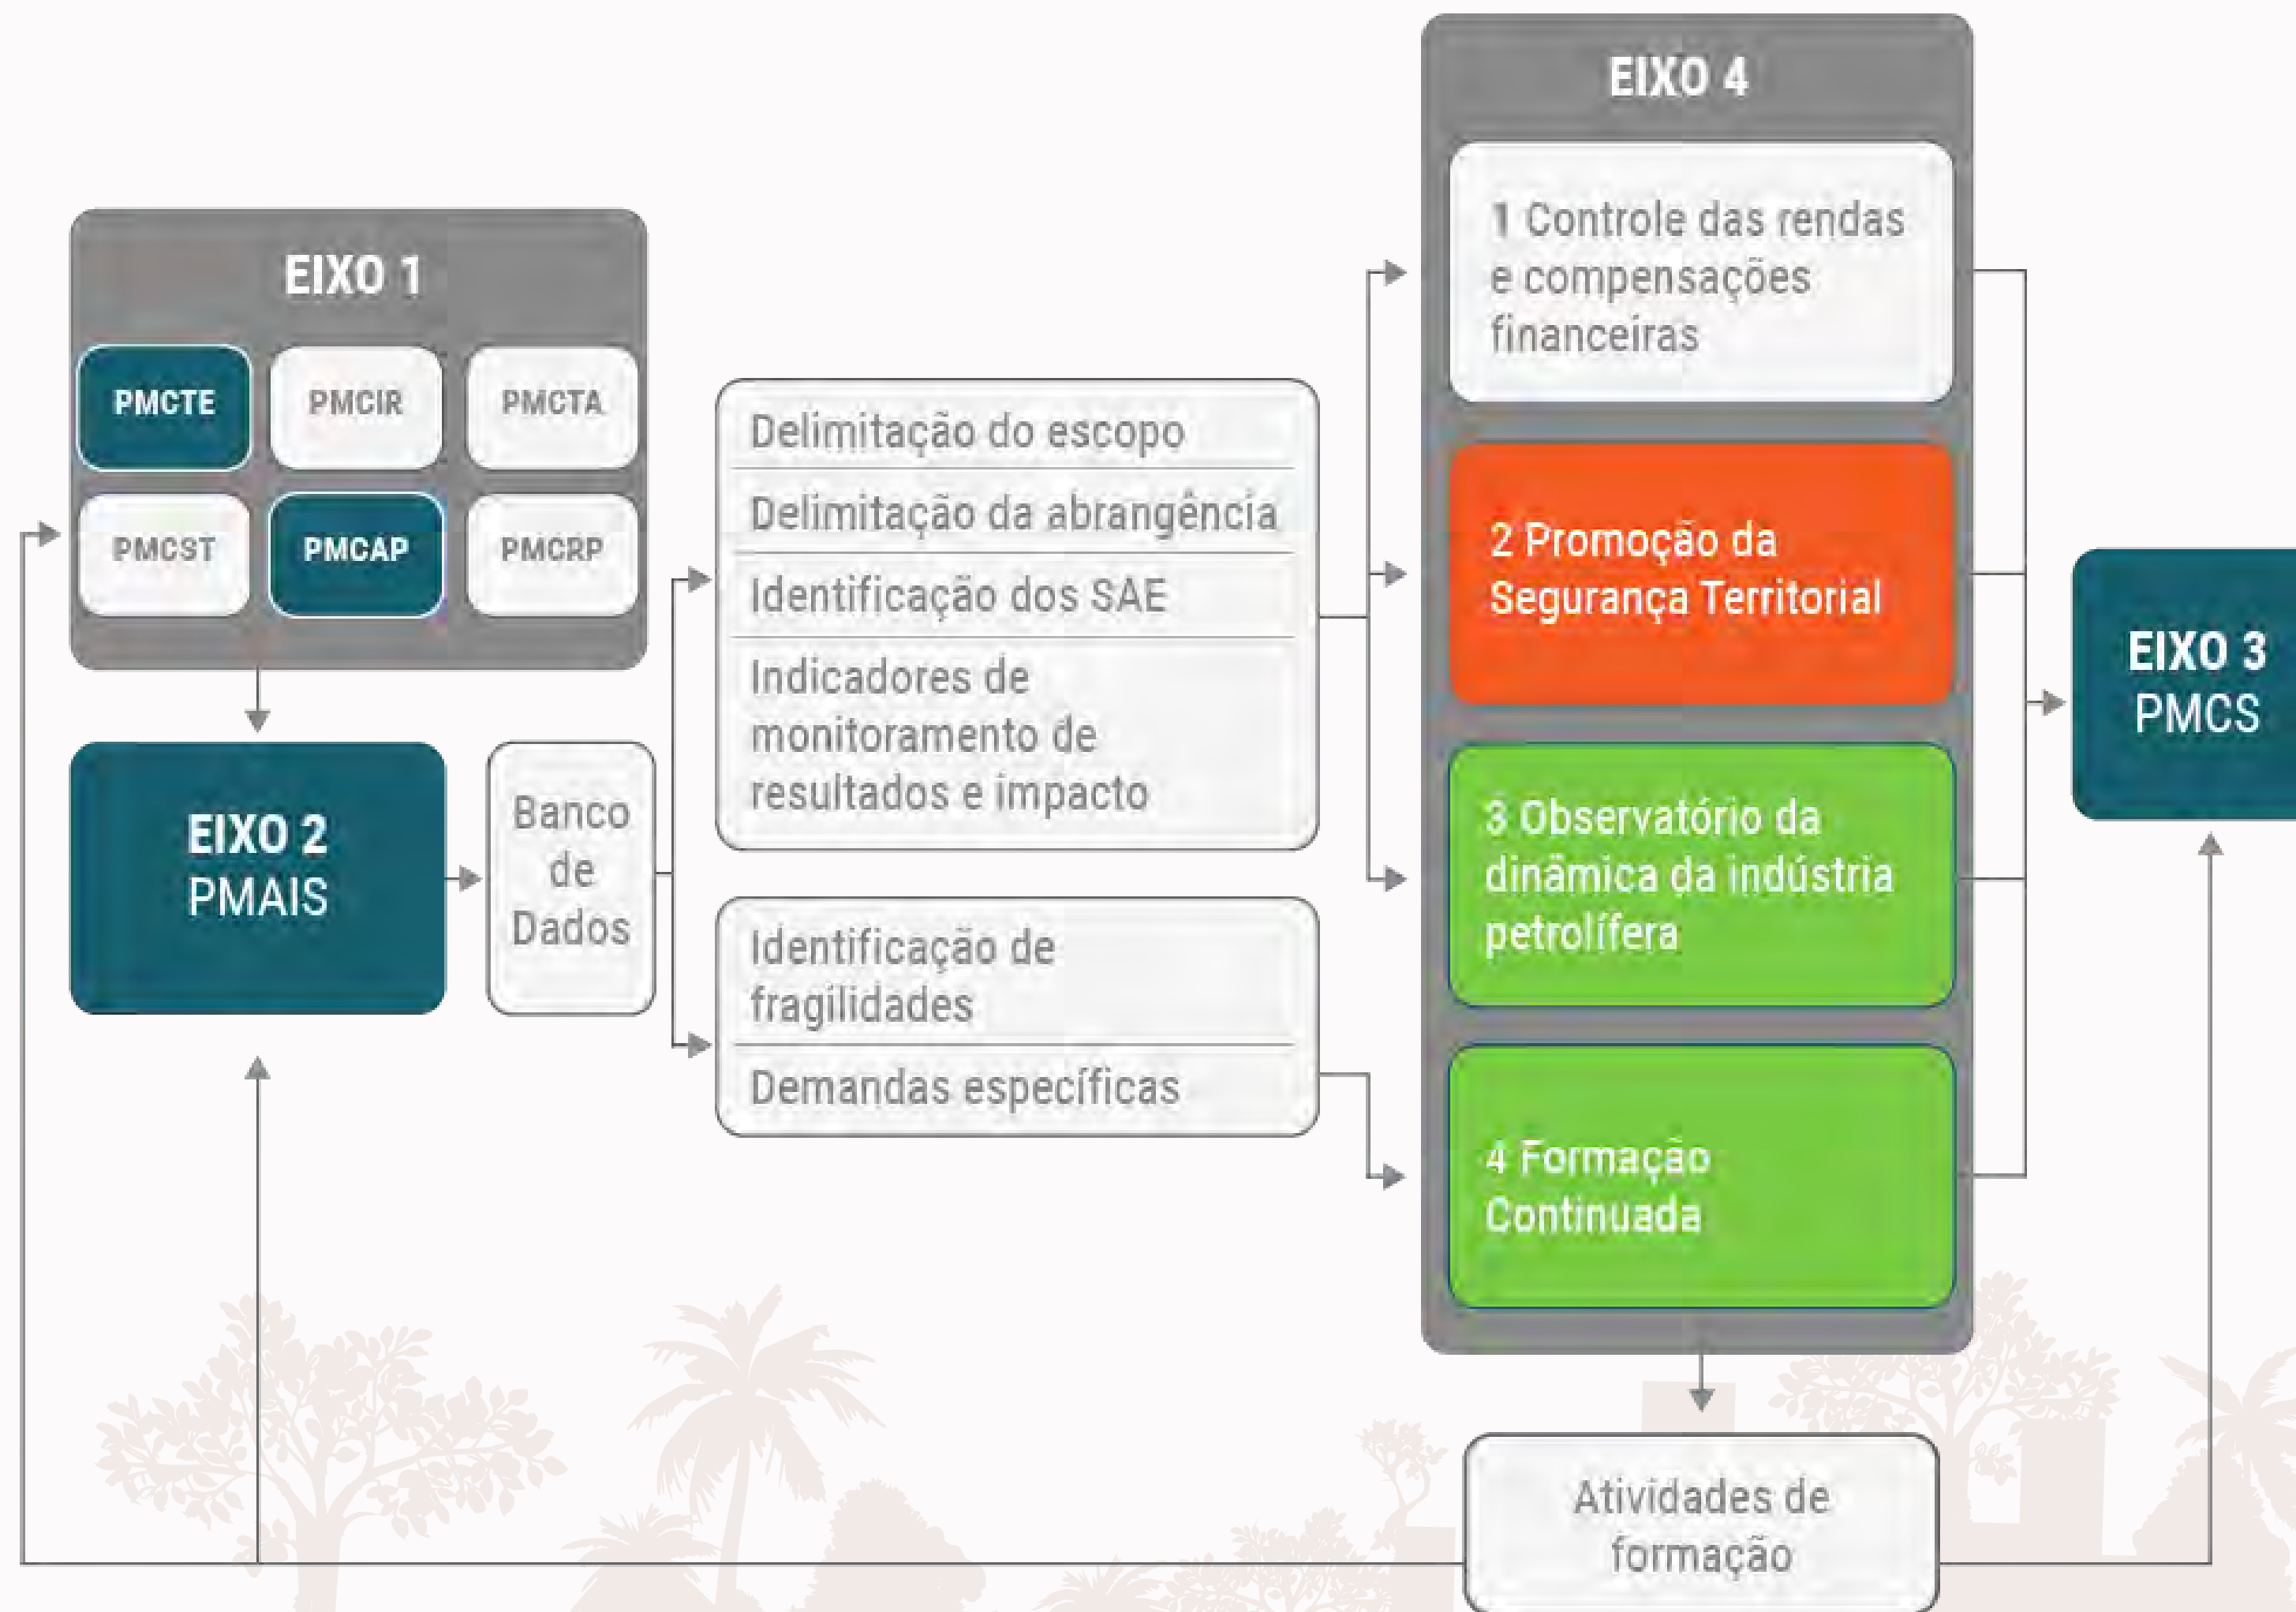 EIXO 1
PMCTE
PMCIR
PMCTA
PMCST
PMCAP
PMCRP
EIXO 2
PMAIS
Banco
de
Dados
Delimitação do escopo
Delimitação da abrangência
Identificação dos SAE
Indicadores de
monitoramento de
resultados e impacto
Identificação de
fragilidades
Demandas específicas
EIXO 4
1 Controle das rendas
e compensações
financeiras
2 Promoção da
Segurança Territorial
3 Observatório da
dinâmica da indústria
petrolífera
4 Formação
Continuada
Atividades de
formação
EIXO 3
PMCS